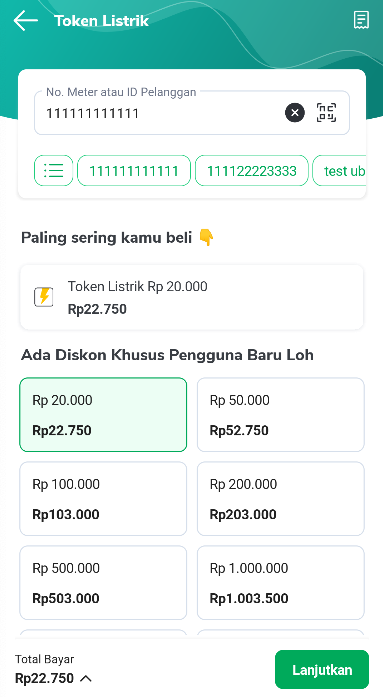 Token Listrik
No. Meter atau ID Pelanggan
111111111111
111111111111
111122223333
test ub
Paling sering kamu beli 👇
Token Listrik Rp 20.000
Rp22.750
Ada Diskon Khusus Pengguna Baru Loh
Rp 20.000
Rp22.750
Rp 50.000
Rp52.750
Rp 100.000
Rp103.000
Rp 200.000
Rp203.000
Rp 500.000
Rp503.000
Rp 1.000.000
Rp1.003.500
Total Bayar
Rp22.750
Lanjutkan